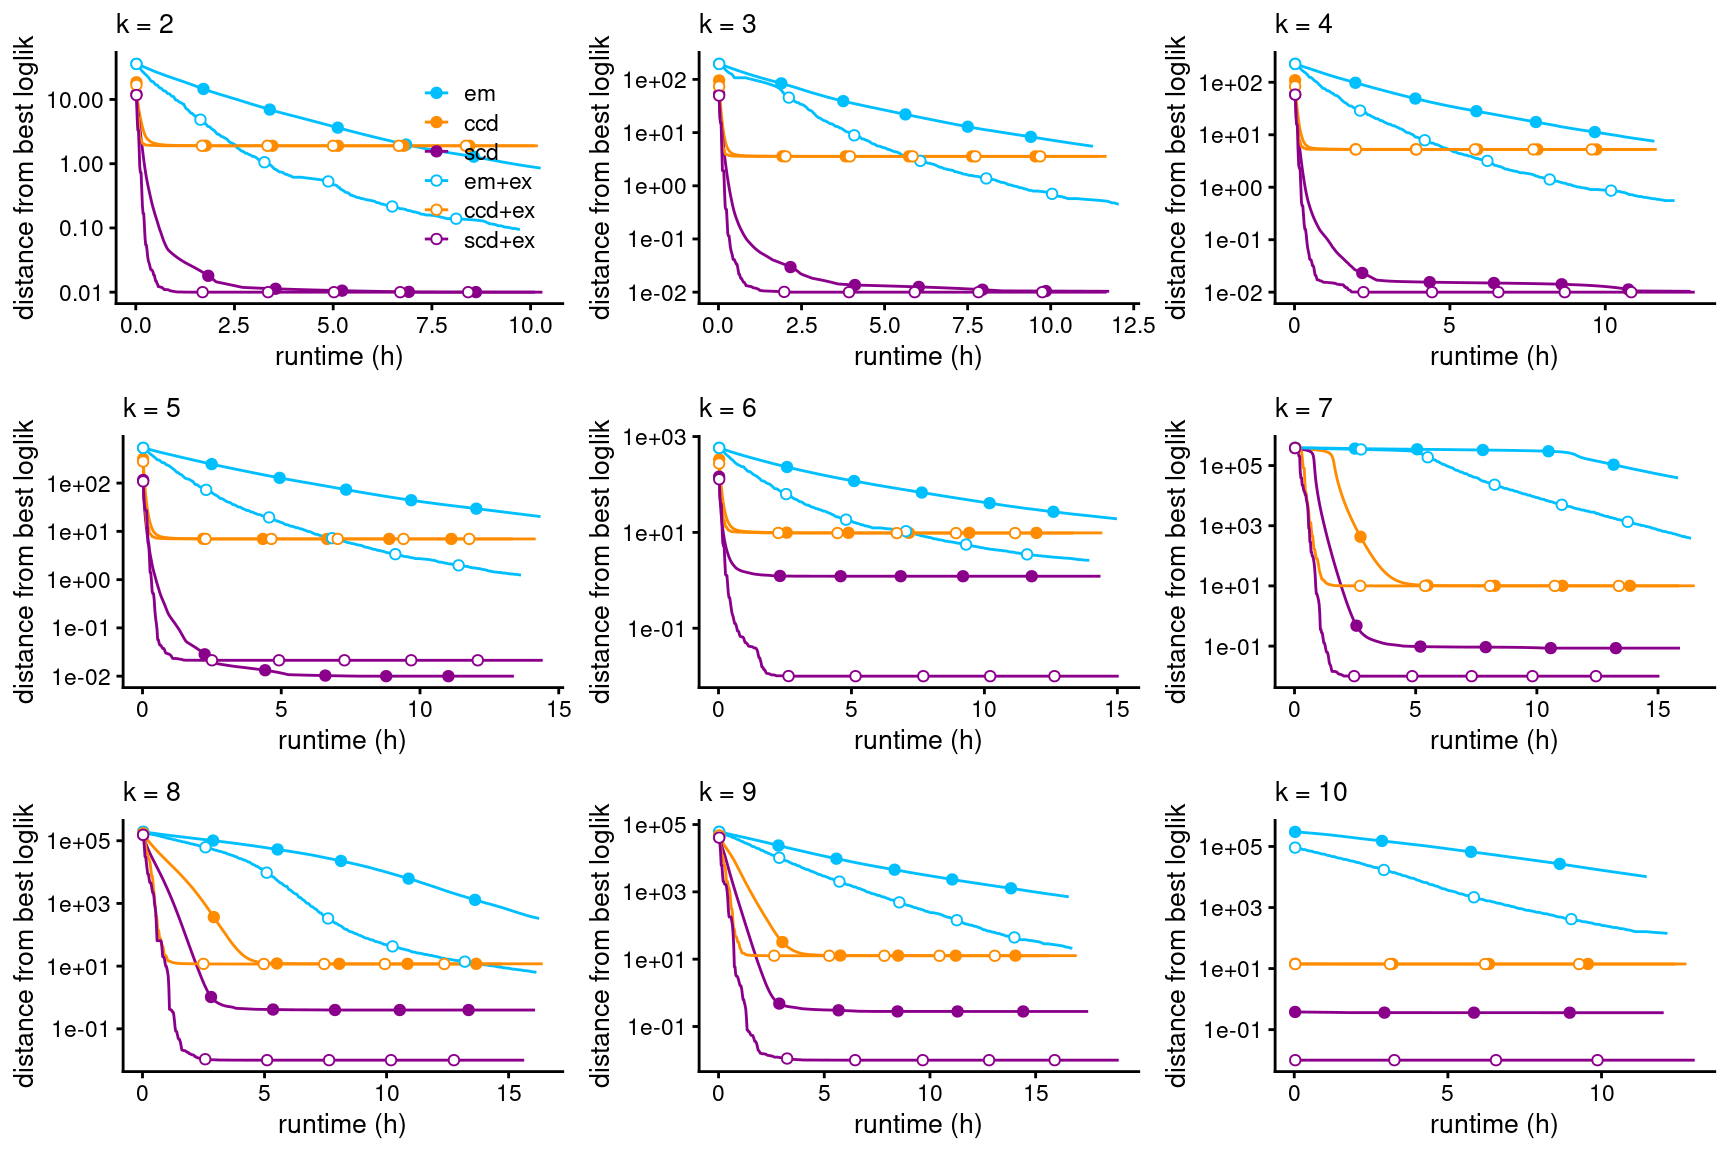 k = 2
distance from best loglik
10.00
1.00
0.10
0.01
0.0
2.5
5.0
7.5
10.0
runtime (h)
em
ccd
scd
em+ex
ccd+ex
scd+ex
k = 3
distance from best loglik
1e+02
1e+01
1e+00
1e-01
1e-02
0.0
2.5
5.0
7.5
10.0
12.5
runtime (h)
k = 4
distance from best loglik
1e+02
1e+01
1e+00
1e-01
1e-02
0
5
10
runtime (h)
k = 5
distance from best loglik
1e+02
1e+01
1e+00
1e-01
1e-02
0
5
10
15
runtime (h)
k = 6
distance from best loglik
1e+03
1e+01
1e-01
0
5
10
15
runtime (h)
k = 7
distance from best loglik
1e+05
1e+03
1e+01
1e-01
0
5
10
15
runtime (h)
k = 8
distance from best loglik
1e+05
1e+03
1e+01
1e-01
0
5
10
15
runtime (h)
k = 9
distance from best loglik
1e+05
1e+03
1e+01
1e-01
0
5
10
15
runtime (h)
k = 10
distance from best loglik
1e+05
1e+03
1e+01
1e-01
0
5
10
runtime (h)